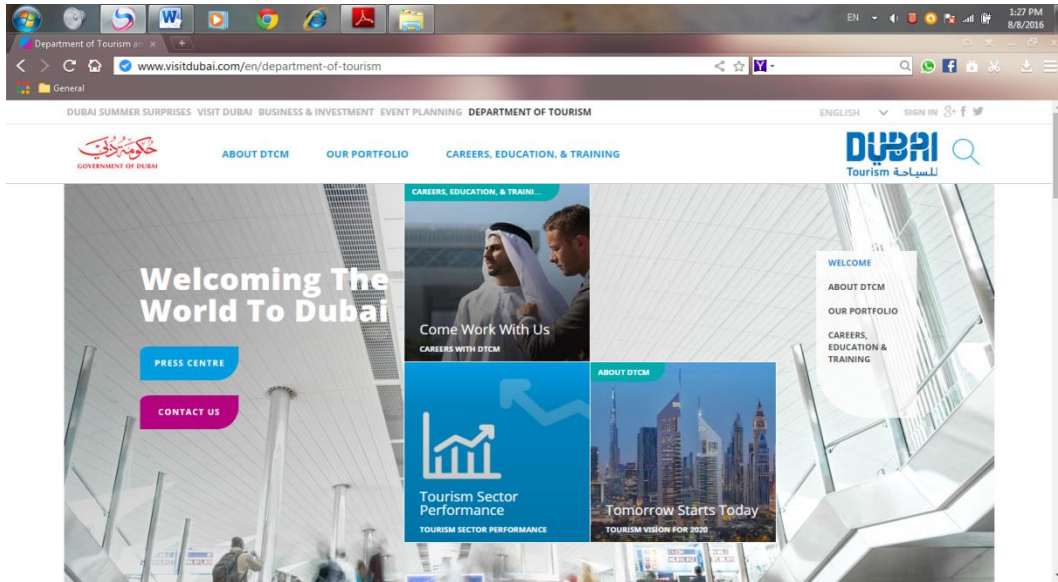 EN
1:27 PM
8/8/2016
Department of Tourism an
www.visitdubai.com/en/department-of-tourism
General
DUBAI SUMMER SURPRISES VISIT DUBAI BUSINESS & INVESTMENT EVENT PLANNING DEPARTMENT OF TOURISM
ENGLISH SIGN IN
حكومة دبي
GOVERNMENT OF DUBAI
ABOUT DTCM OUR PORTFOLIO CAREERS, EDUCATION, & TRAINING
DUBAI
Tourism للسياحة
CAREERS, EDUCATION, & TRAINI...
Welcoming The
World To Dubai
PRESS CENTRE
CONTACT US
Come Work With Us
CAREERS WITH DTCM
Tourism Sector
Performance
TOURISM SECTOR PERFORMANCE
ABOUT DTCM
Tomorrow Starts Today
TOURISM VISION FOR 2020
WELCOME
ABOUT DTCM
OUR PORTFOLIO
CAREERS,
EDUCATION &
TRAINING